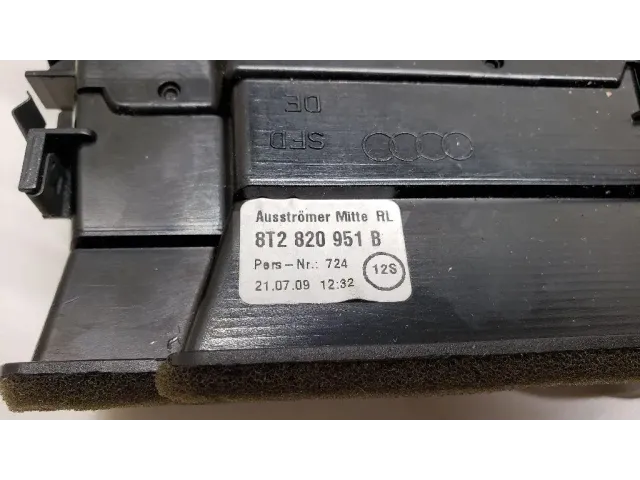 DE
SFD
Ausströmer Mitte RL
8T2 820 951 B
Pers-Nr.: 724
12S
21.07.09 12:32